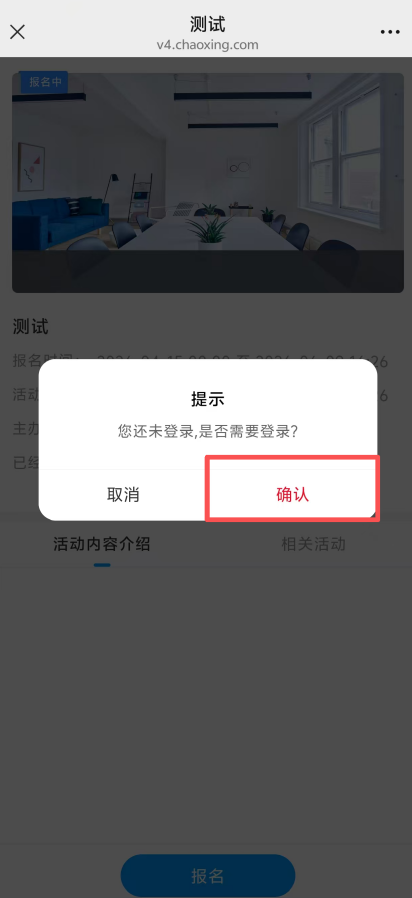 测试
v4.chaoxing.com
报名中
测试
报名时间
活动
主办
已经
提示
您还未登录,是否需要登录?
取消
确认
活动内容介绍
相关活动
报名